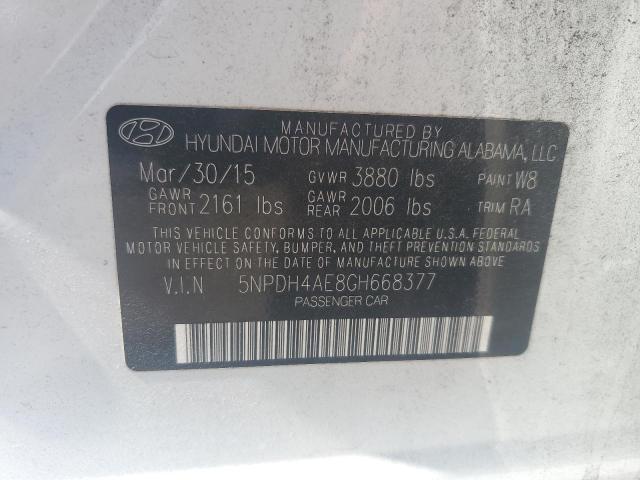 MANUFACTURED BY
HYUNDAI MOTOR MANUFACTURING ALABAMA, LLC
Mar/30/15 GVWR 3880 lbs PAINT W8
GAWR FRONT 2161 lbs GAWR REAR 2006 lbs TRIM RA
THIS VEHICLE CONFORMS TO ALL APPLICABLE U.S.A. FEDERAL
MOTOR VEHICLE SAFETY, BUMPER, AND THEFT PREVENTION STANDARDS
IN EFFECT ON THE DATE OF MANUFACTURE SHOWN ABOVE
V.I.N 5NPDH4AE8GH668377
PASSENGER CAR